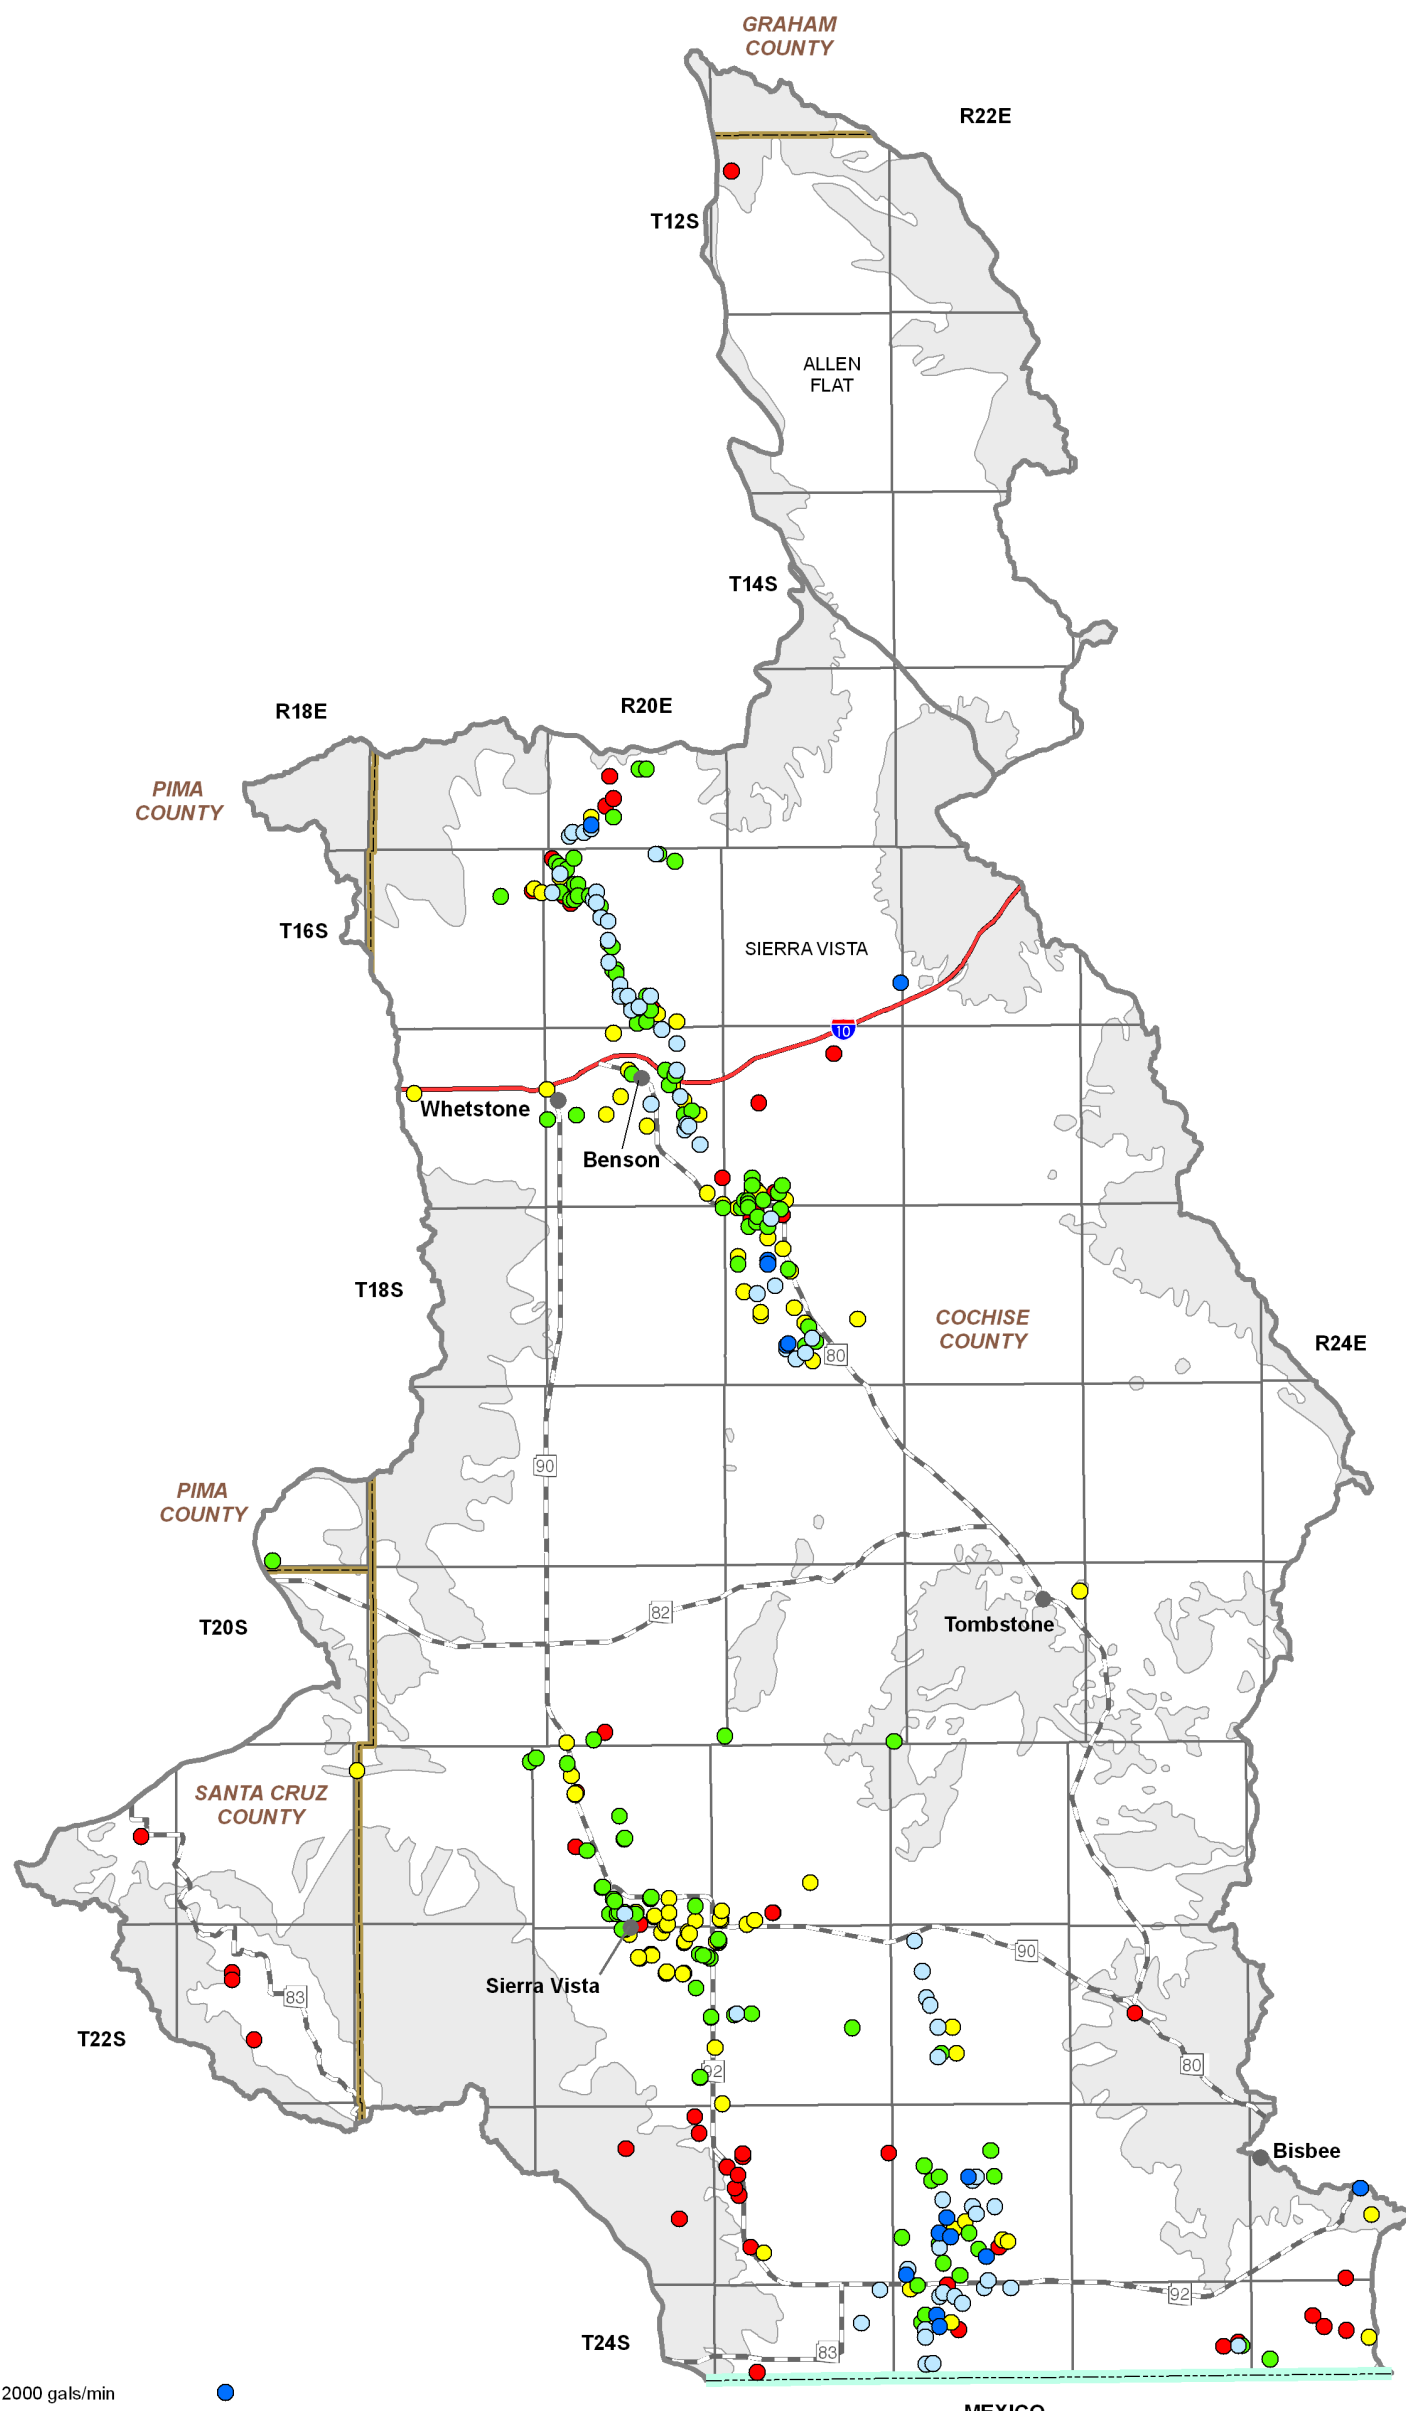 GRAHAM
COUNTY
R22E
T12S
ALLEN
FLAT
T14S
R20E
R18E
PIMA
COUNTY
T16S
SIERRA VISTA
10
Whetstone
Benson
T18S
COCHISE
COUNTY
R24E
80
90
PIMA
COUNTY
82
T20S
Tombstone
SANTA CRUZ
COUNTY
90
Sierra Vista
83
T22S
80
92
Bisbee
92
T24S
83
2000 gals/min